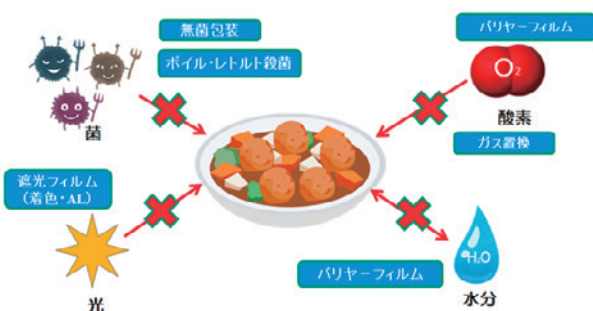 無菌包装
ボイル・レトルト殺菌
菌
バリヤーフィルム
O2
酸素
ガス置換
遮光フィルム
(着色・AL)
光
バリヤーフィルム
H2O
水分